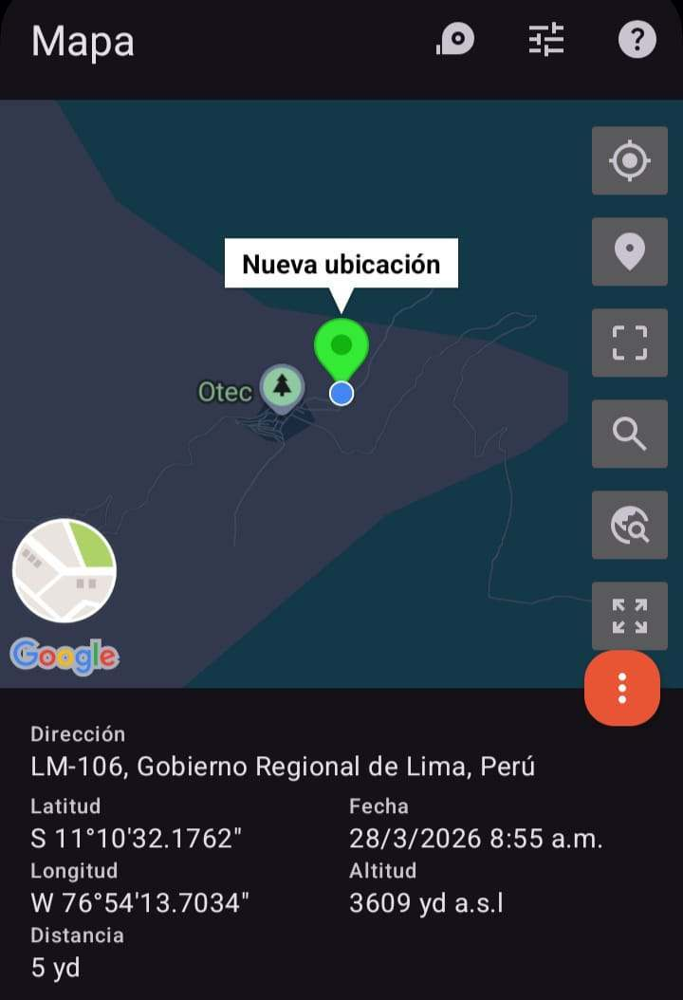 Mapa
?
Nueva ubicación
Otec
Google
Dirección
LM-106, Gobierno Regional de Lima, Perú
Latitud
S 11°10'32.1762"
Fecha
28/3/2026 8:55 a.m.
Longitud
W 76°54'13.7034"
Altitud
3609 yd a.s.l
Distancia
5 yd